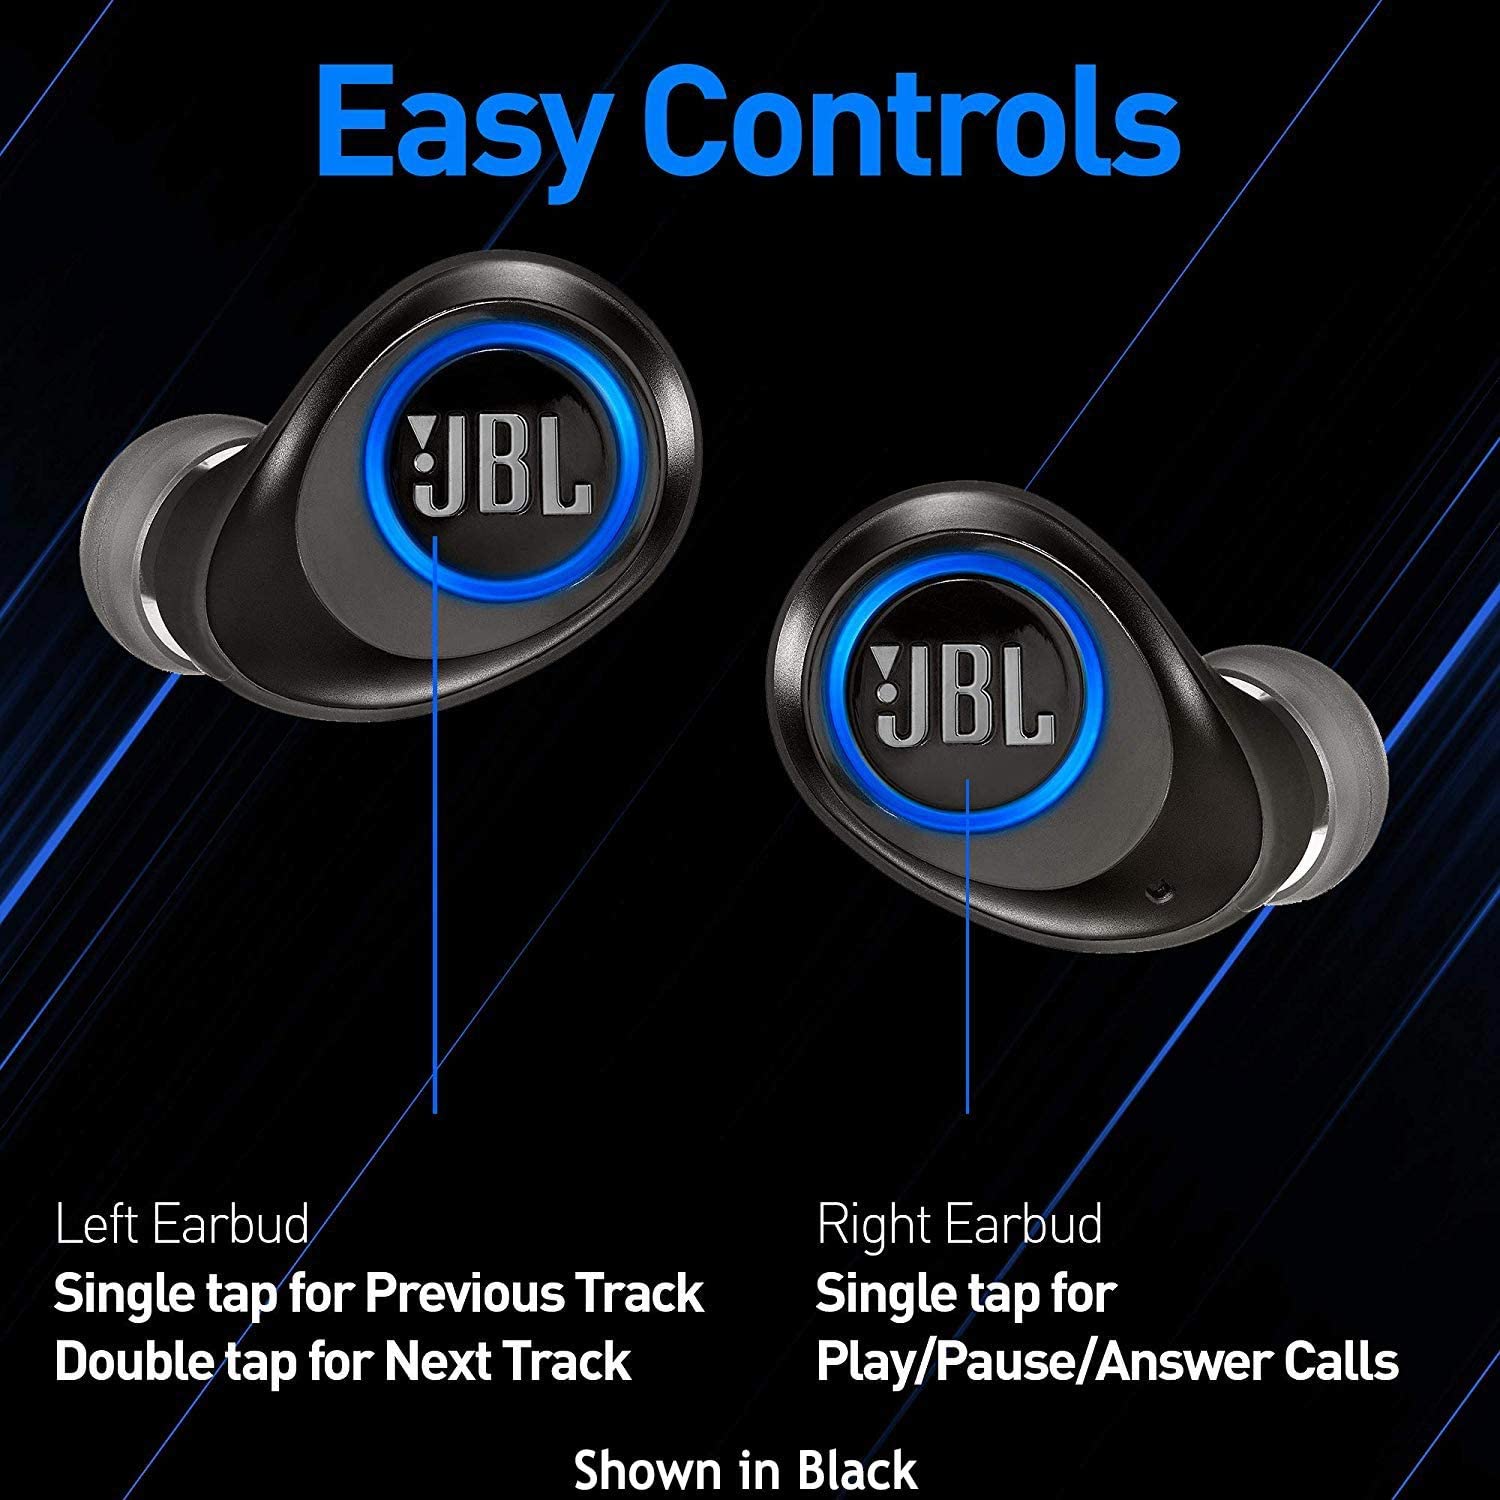 Easy Controls
JBL
JBL
Left Earbud
Single tap for Previous Track
Double tap for Next Track
Right Earbud
Single tap for
Play/Pause/Answer Calls
Shown in Black